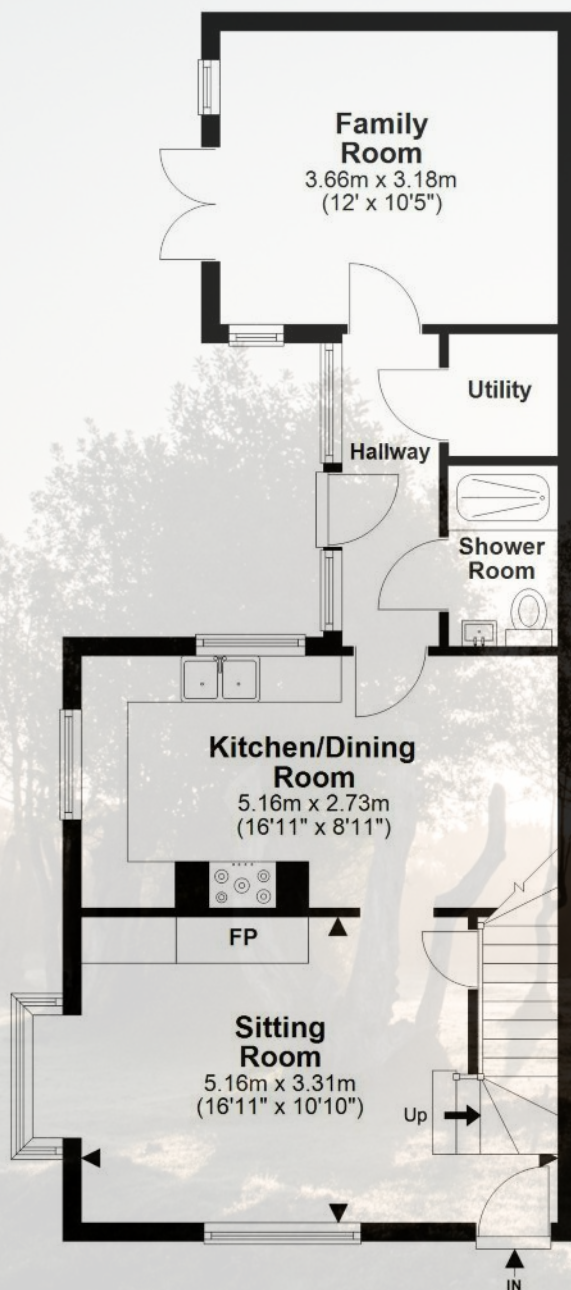 Family
Room
3.66m x 3.18m
(12' x 10'5")
Utility
Hallway
Shower
Room
Kitchen/Dining
Room
5.16m x 2.73m
(16'11" x 8'11")
FP
Sitting
Room
5.16m x 3.31m
(16'11" x 10'10")
Up
IN